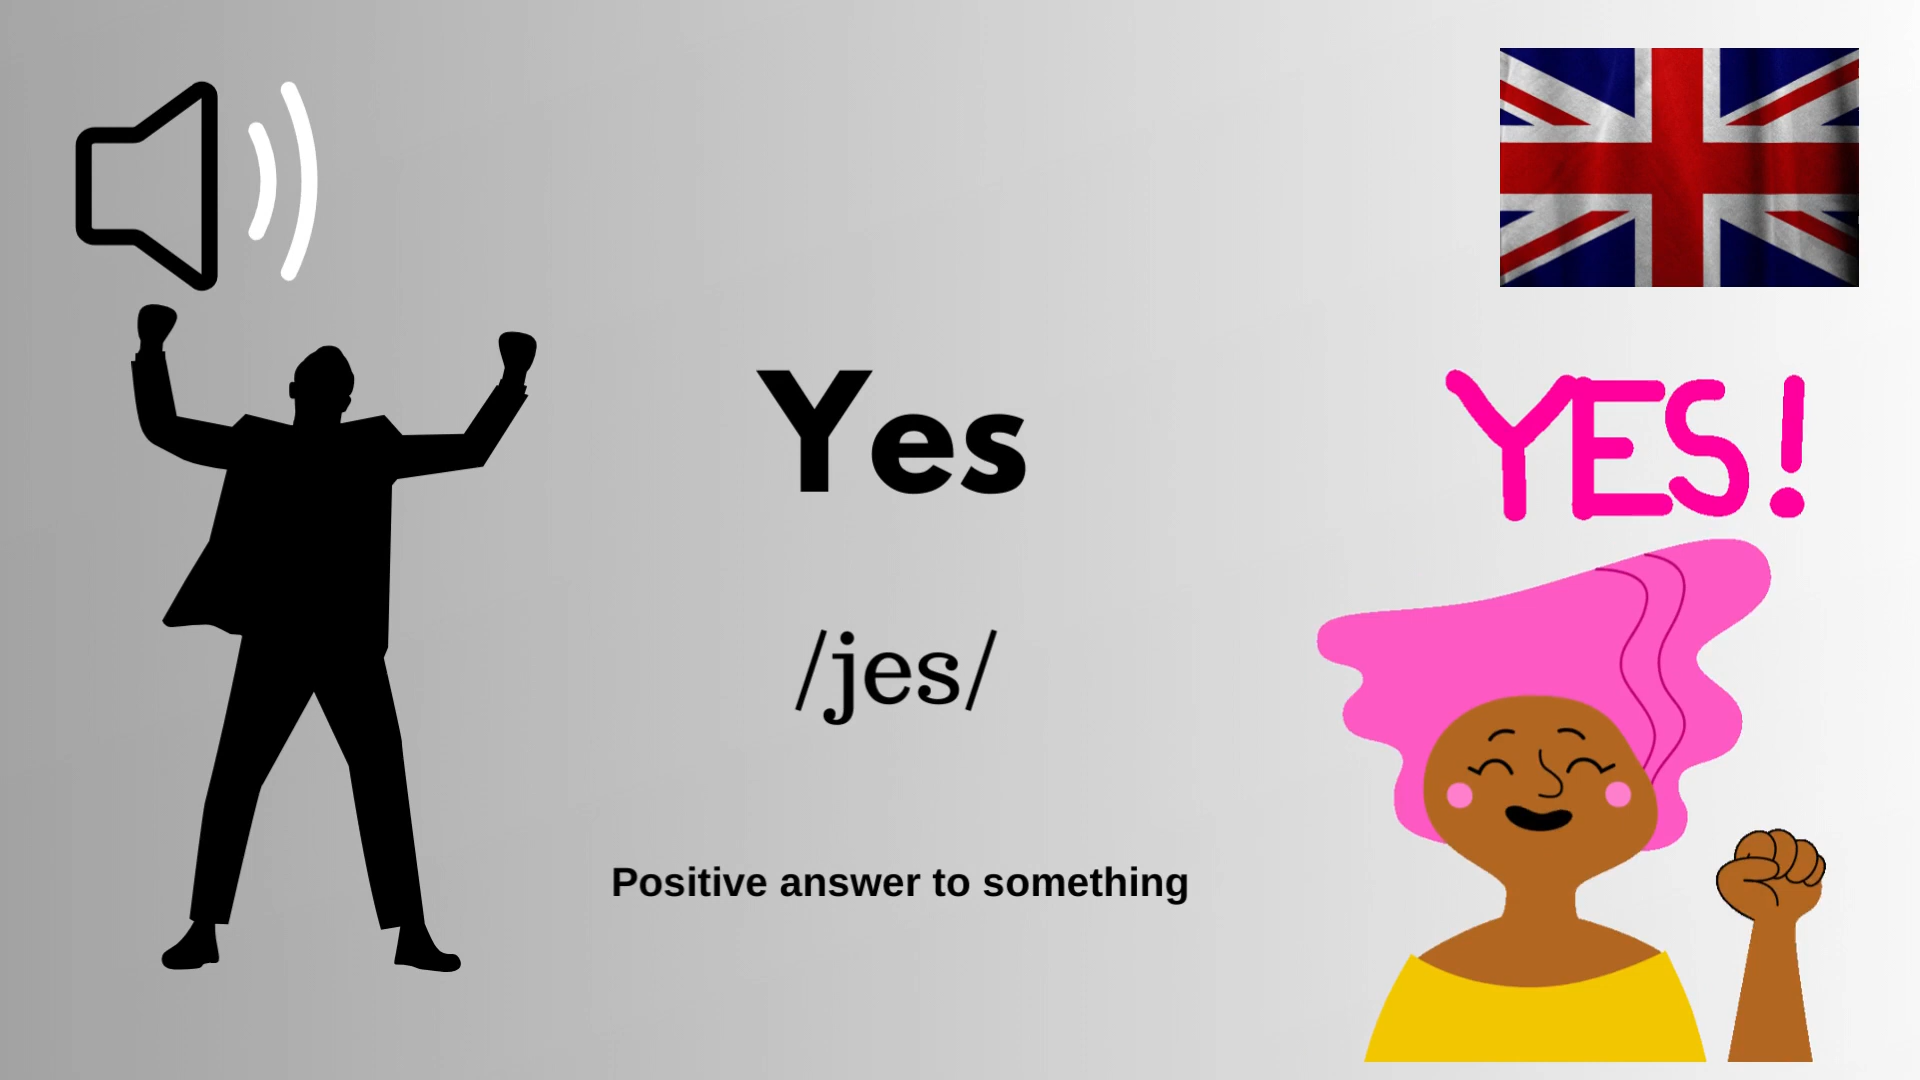 Yes
YES!
/jes/
Positive answer to something